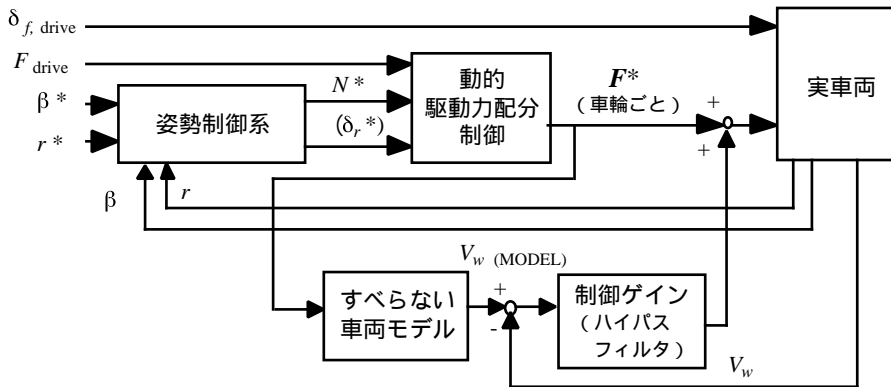 δf, drive
F drive
β*
r*
姿勢制御系
N*
(δr*)
動的
駆動力配分
制御
F*
(車輪ごと)
+
+
実車両
β
r
すべらない
車両モデル
Vw (MODEL)
+
-
制御ゲイン
(ハイパス
フィルタ)
Vw